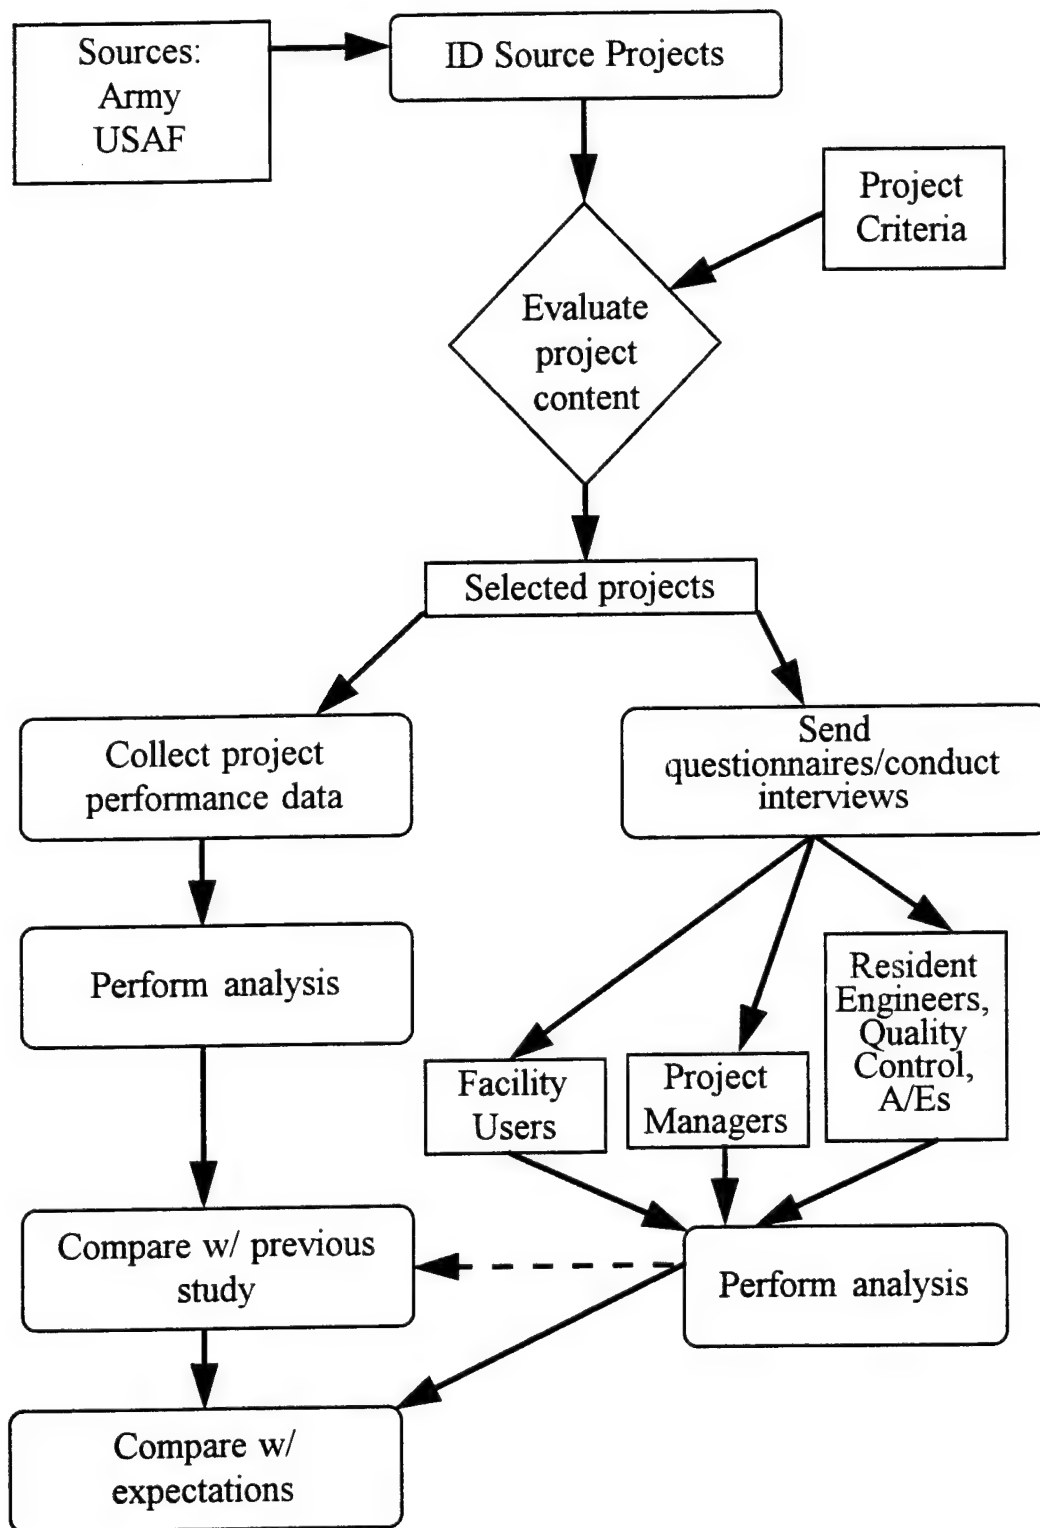 Sources:
Army
USAF
ID Source Projects
Project
Criteria
Evaluate
project
content
Selected projects
Collect project
performance data
Send
questionnaires/conduct
interviews
Perform analysis
Facility
Users
Project
Managers
Resident
Engineers,
Quality
Control,
A/Es
Compare w/ previous
study
Perform analysis
Compare w/
expectations